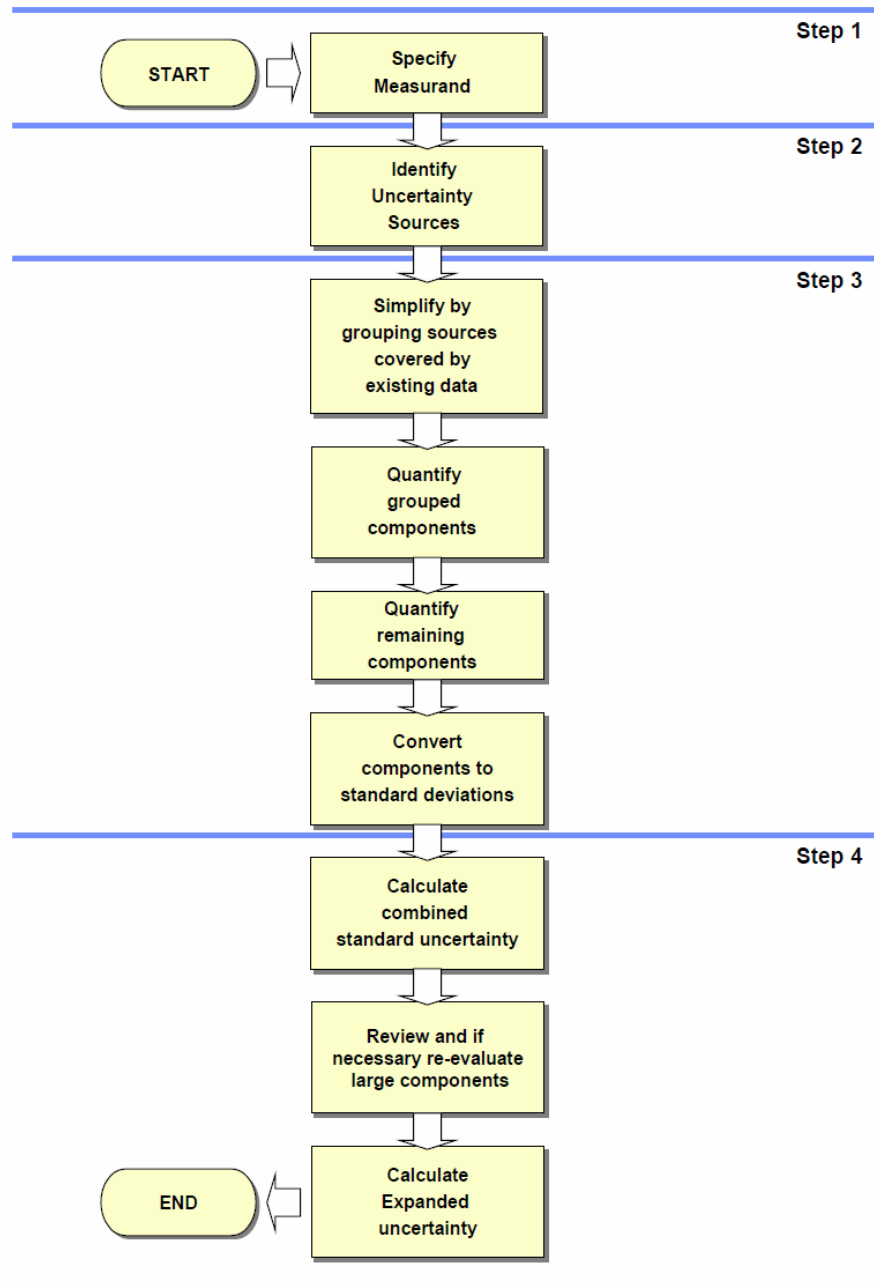 Step 1
START
Specify
Measurand
Step 2
Identify
Uncertainty
Sources
Step 3
Simplify by
grouping sources
covered by
existing data
Quantify
grouped
components
Quantify
remaining
components
Convert
components to
standard deviations
Step 4
Calculate
combined
standard uncertainty
Review and if
necessary re-evaluate
large components
Calculate
Expanded
uncertainty
END